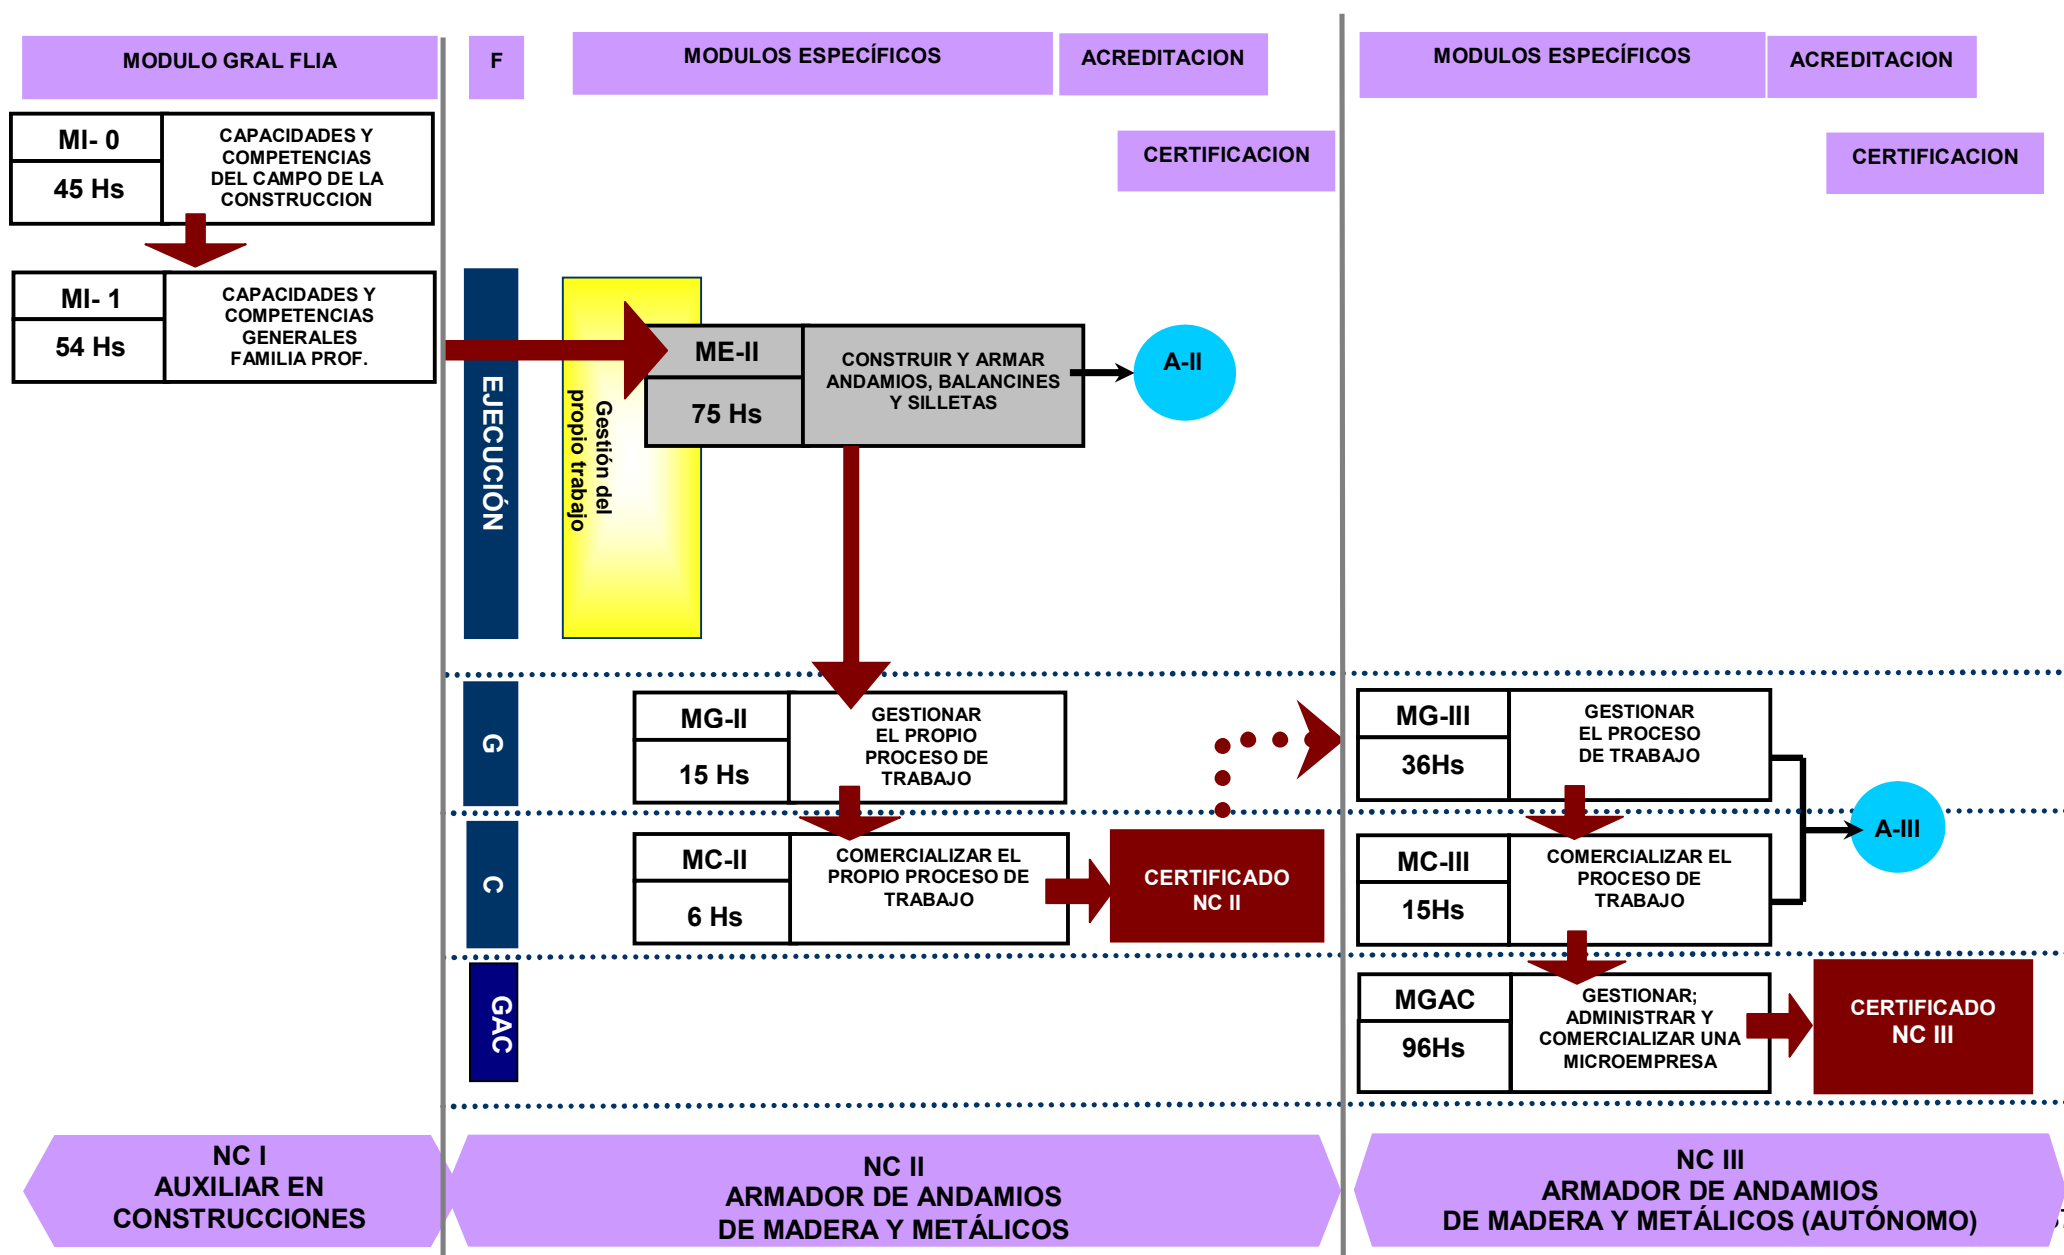 MODULO GRAL FLIA
F
MODULOS ESPECÍFICOS
ACREDITACION
MODULOS ESPECÍFICOS
ACREDITACION
CERTIFICACION
CERTIFICACION
MI- 0
45 Hs
CAPACIDADES Y
COMPETENCIAS
DEL CAMPO DE LA
CONSTRUCCION
MI- 1
54 Hs
CAPACIDADES Y
COMPETENCIAS
GENERALES
FAMILIA PROF.
EJECUCIÓN
Gestión del
propio trabajo
ME-II
75 Hs
CONSTRUIR Y ARMAR
ANDAMIOS, BALANCINES
Y SILLETAS
A-II
G
MG-II
15 Hs
GESTIONAR
EL PROPIO
PROCESO DE
TRABAJO
MG-III
36Hs
GESTIONAR
EL PROCESO
DE TRABAJO
C
MC-II
6 Hs
COMERCIALIZAR EL
PROPIO PROCESO DE
TRABAJO
CERTIFICADO
NC II
MC-III
15Hs
COMERCIALIZAR EL
PROCESO DE
TRABAJO
A-III
GAC
MGAC
96Hs
GESTIONAR;
ADMINISTRAR Y
COMERCIALIZAR UNA
MICROEMPRESA
CERTIFICADO
NC III
NC I
AUXILIAR EN
CONSTRUCCIONES
NC II
ARMADOR DE ANDAMIOS
DE MADERA Y METÁLICOS
NC III
ARMADOR DE ANDAMIOS
DE MADERA Y METÁLICOS (AUTÓNOMO)